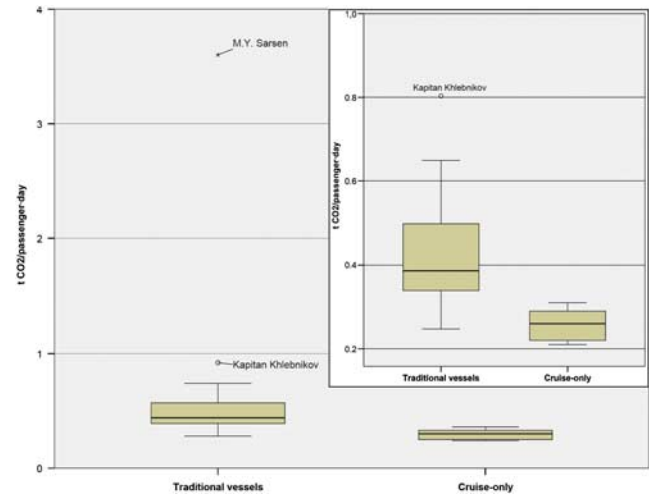 4
3
2
1
0
t CO2/passenger·day
M.Y. Sarsen
Kapitan Khlebnikov
Traditional vessels
Cruise-only
1,0
0.8
0.6
0.4
0.2
t CO2/passenger·day
Kapitan Khlebnikov
Traditional vessels
Cruise-only